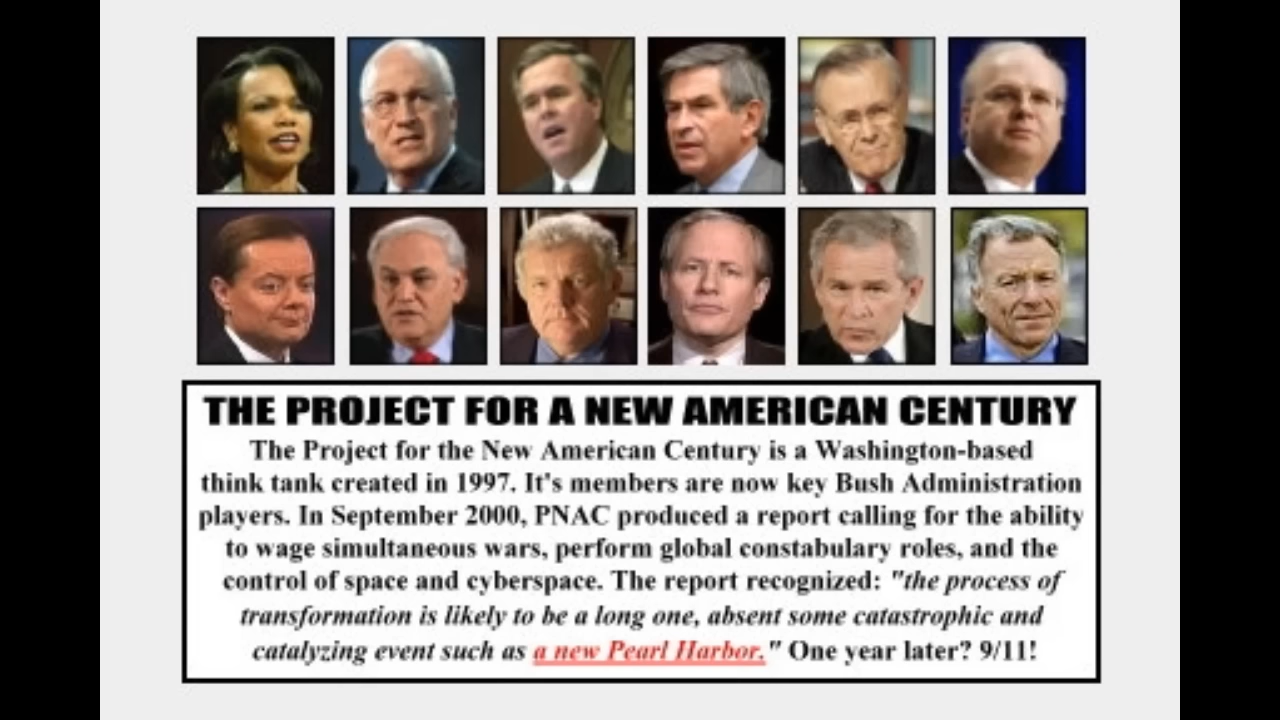 THE PROJECT FOR A NEW AMERICAN CENTURY
The Project for the New American Century is a Washington-based
think tank created in 1997. It's members are now key Bush Administration
players. In September 2000, PNAC produced a report calling for the ability
to wage simultaneous wars, perform global constabulary roles, and the
control of space and cyberspace. The report recognized: "the process of
transformation is likely to be a long one, absent some catastrophic and
catalyzing event such as a new Pearl Harbor." One year later? 9/11!